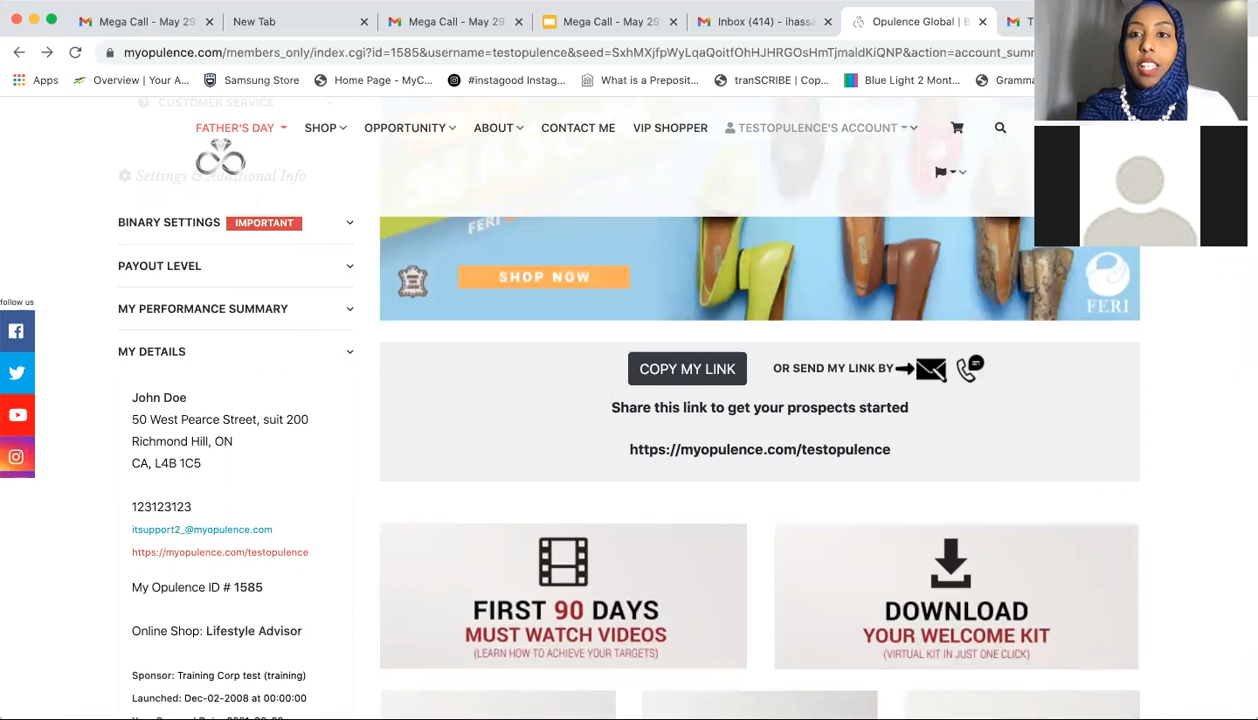 Mega Call - May 29
New Tab
Mega Call - May 29
Mega Call - May 29
Inbox (414) - ihassa
Opulence Global | B
T
myopulence.com/members_only/index.cgi?id=1585&username=testopulence&seed=SxhMXjfpWyLqaQoitfOhHJHRGOsHmTjmaldKiQNP&action=account_summ
Apps
Overview | Your A...
Samsung Store
Home Page - MyC...
#instagood Instag...
What is a Preposit...
tranSCRIBE | Cop...
Blue Light 2 Mont...
Gramma
CUSTOMER SERVICE
FATHER'S DAY
SHOP
OPPORTUNITY
ABOUT
CONTACT ME
VIP SHOPPER
TESTOPULENCE'S ACCOUNT
Settings & Additional Info
BINARY SETTINGS IMPORTANT
PAYOUT LEVEL
MY PERFORMANCE SUMMARY
MY DETAILS
follow us
John Doe
50 West Pearce Street, suit 200
Richmond Hill, ON
CA, L4B 1C5
123123123
itsupport2_@myopulence.com
https://myopulence.com/testopulence
My Opulence ID # 1585
Online Shop: Lifestyle Advisor
Sponsor: Training Corp test (training)
Launched: Dec-02-2008 at 00:00:00
FERI
SHOP NOW
FERI
COPY MY LINK
OR SEND MY LINK BY
Share this link to get your prospects started
https://myopulence.com/testopulence
FIRST 90 DAYS
MUST WATCH VIDEOS
(LEARN HOW TO ACHIEVE YOUR TARGETS)
DOWNLOAD
YOUR WELCOME KIT
(VIRTUAL KIT IN JUST ONE CLICK)